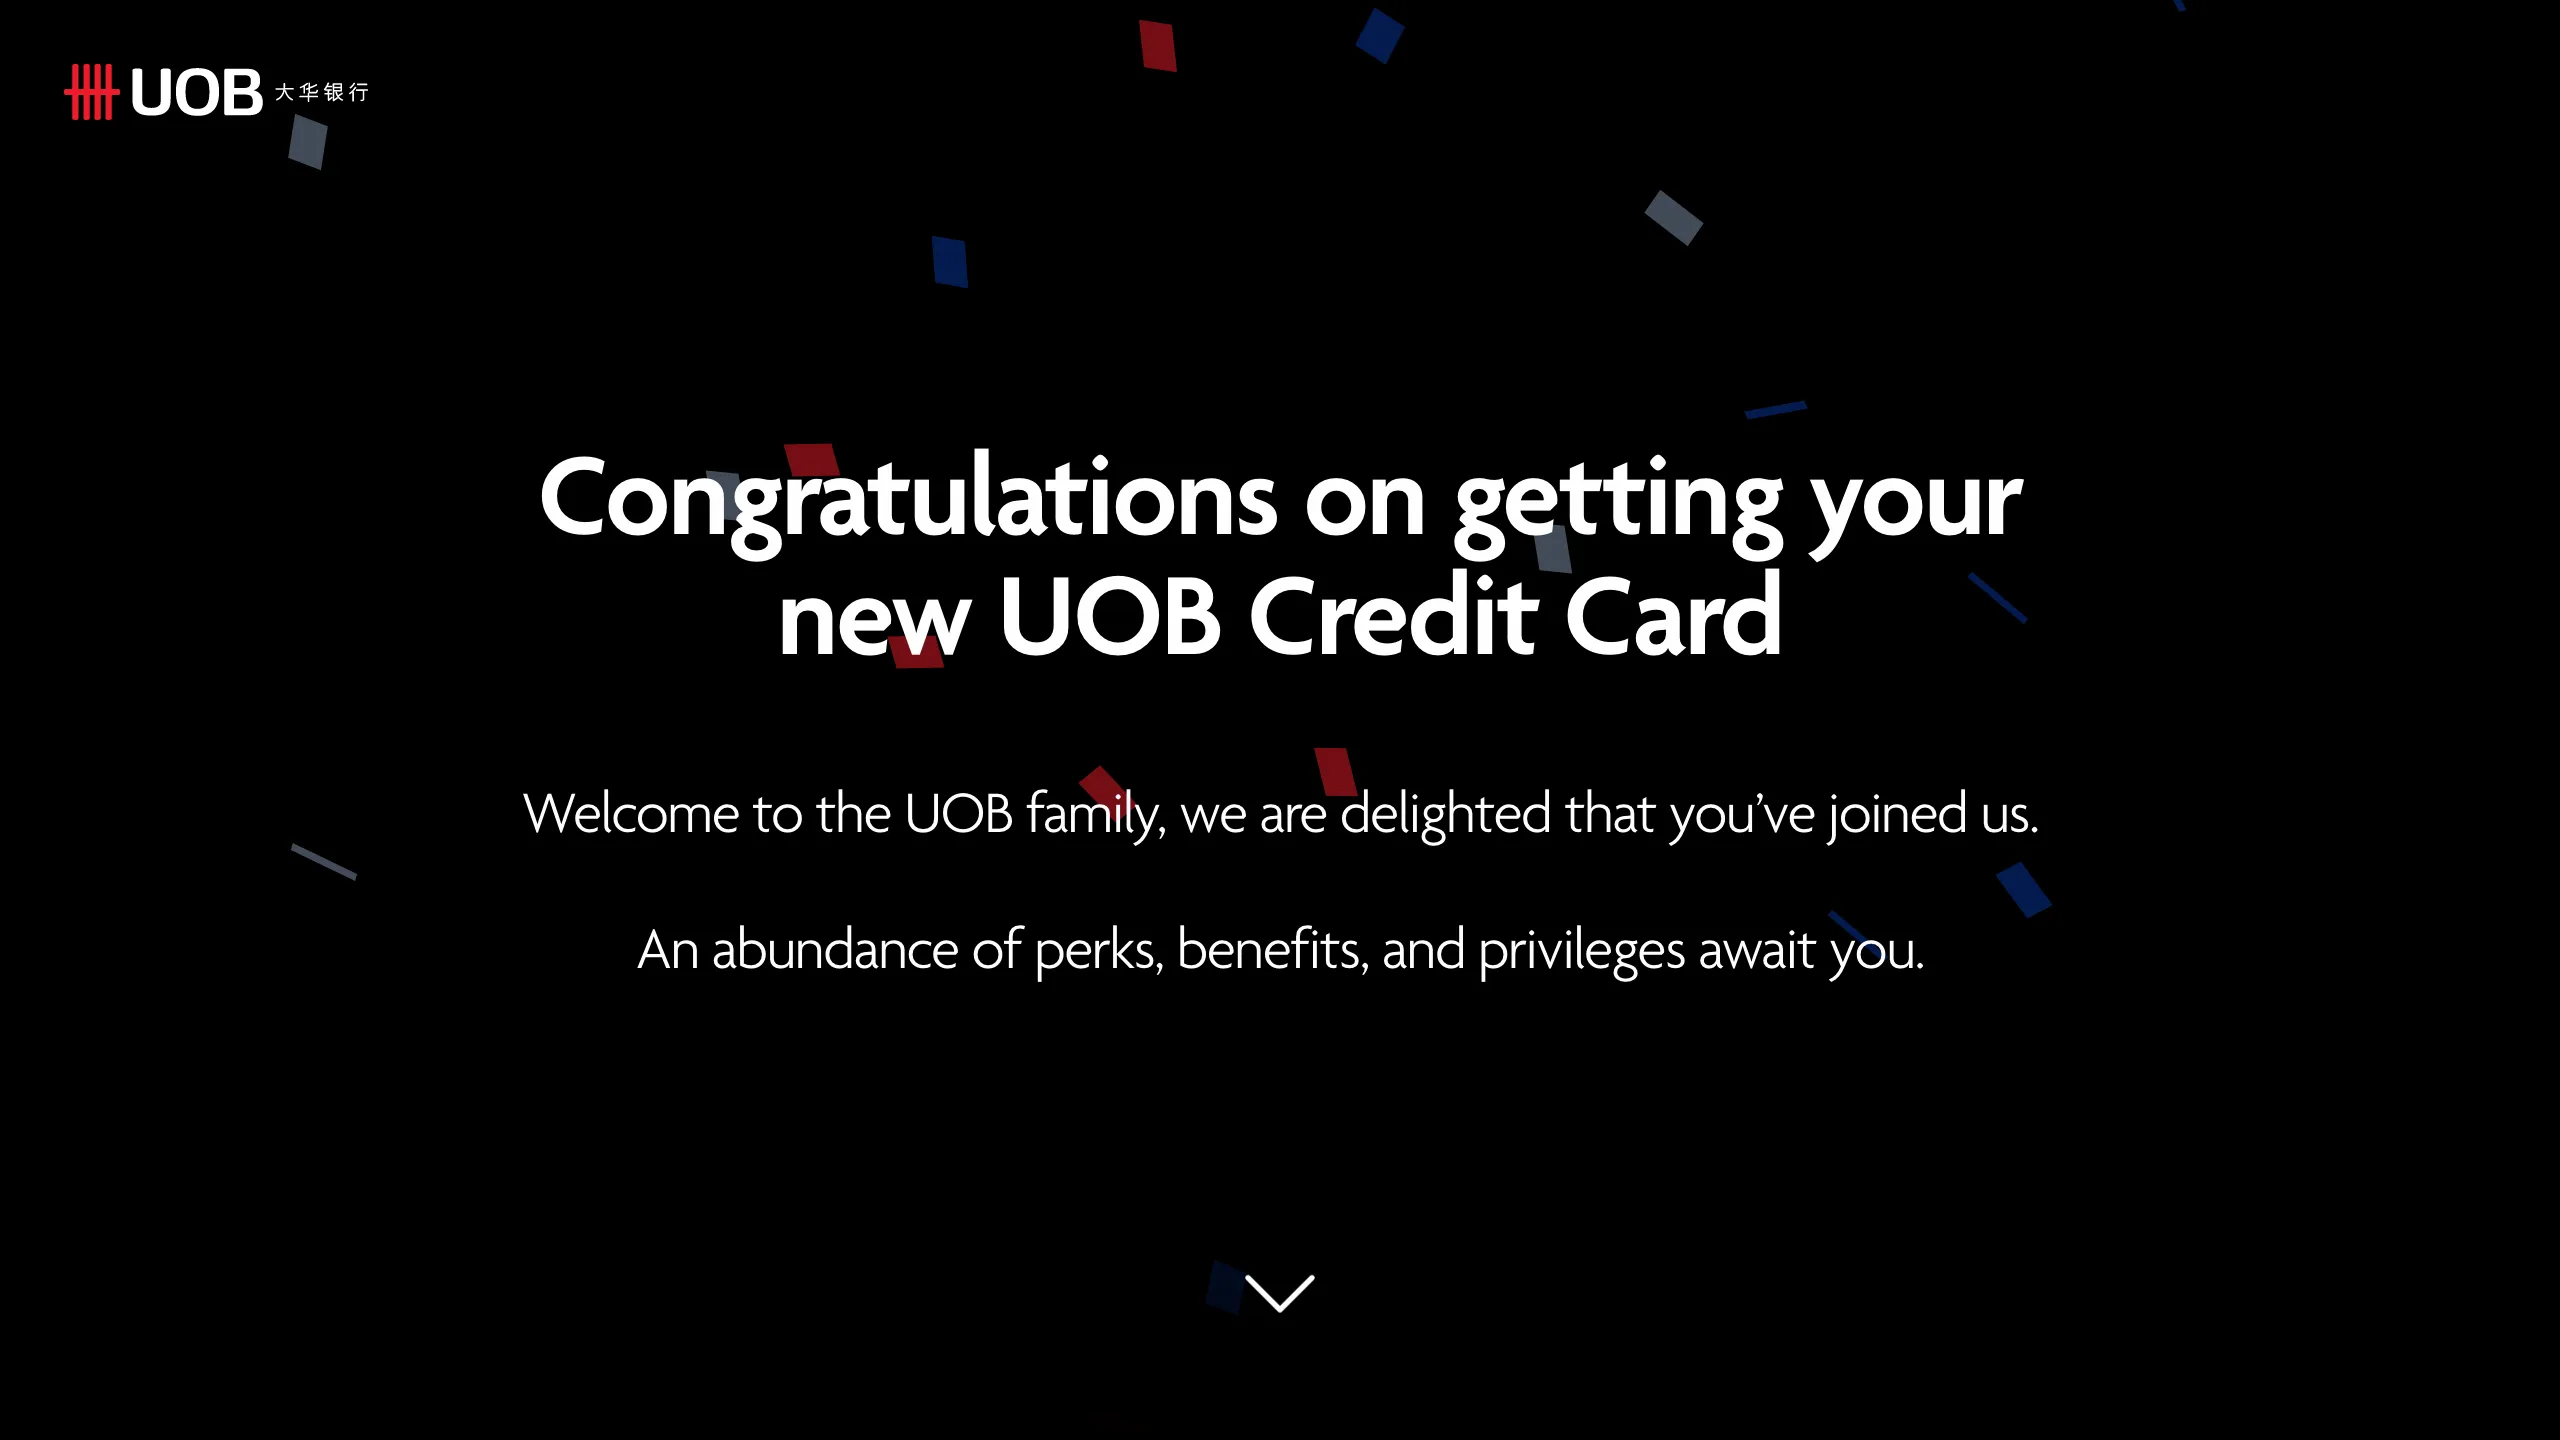 UOB 大华银行
Congratulations on getting your
new UOB Credit Card
Welcome to the UOB family, we are delighted that you’ve joined us.
An abundance of perks, benefits, and privileges await you.